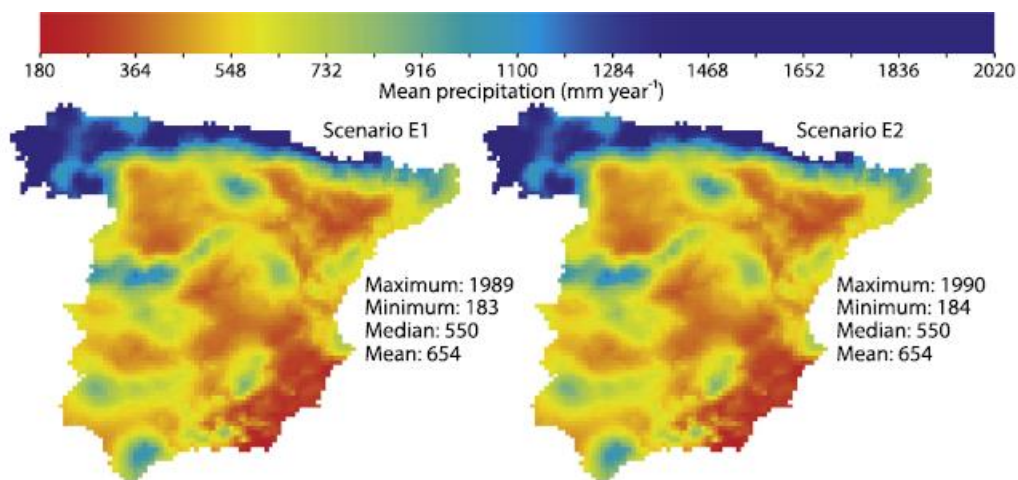 180 364 548 732 916 1100 1284 1468 1652 1836 2020
Mean precipitation (mm year⁻¹)
Scenario E1
Maximum: 1989
Minimum: 183
Median: 550
Mean: 654
Scenario E2
Maximum: 1990
Minimum: 184
Median: 550
Mean: 654